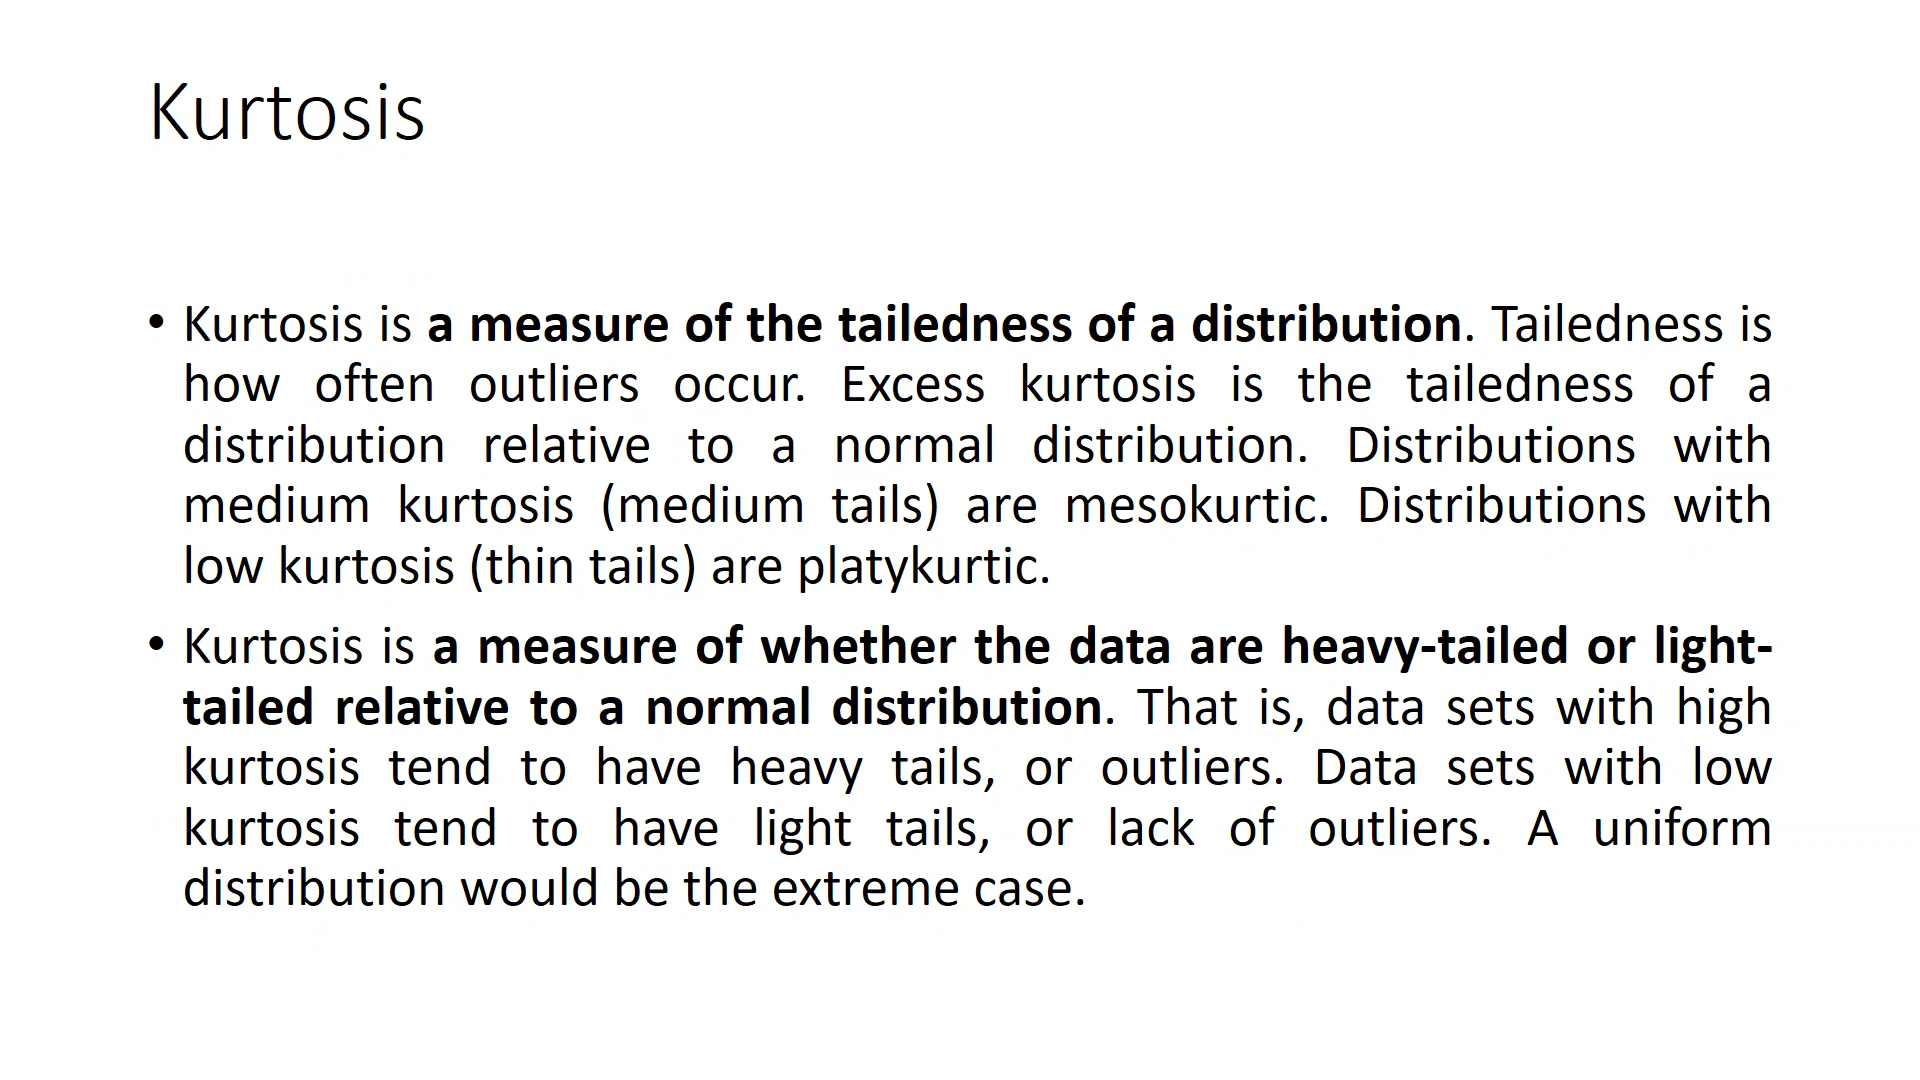 Kurtosis
• Kurtosis is a measure of the tailedness of a distribution. Tailedness is
how often outliers occur. Excess kurtosis is the tailedness of a
distribution relative to a normal distribution. Distributions with
medium kurtosis (medium tails) are mesokurtic. Distributions with
low kurtosis (thin tails) are platykurtic.
• Kurtosis is a measure of whether the data are heavy-tailed or light-
tailed relative to a normal distribution. That is, data sets with high
kurtosis tend to have heavy tails, or outliers. Data sets with low
kurtosis tend to have light tails, or lack of outliers. A uniform
distribution would be the extreme case.